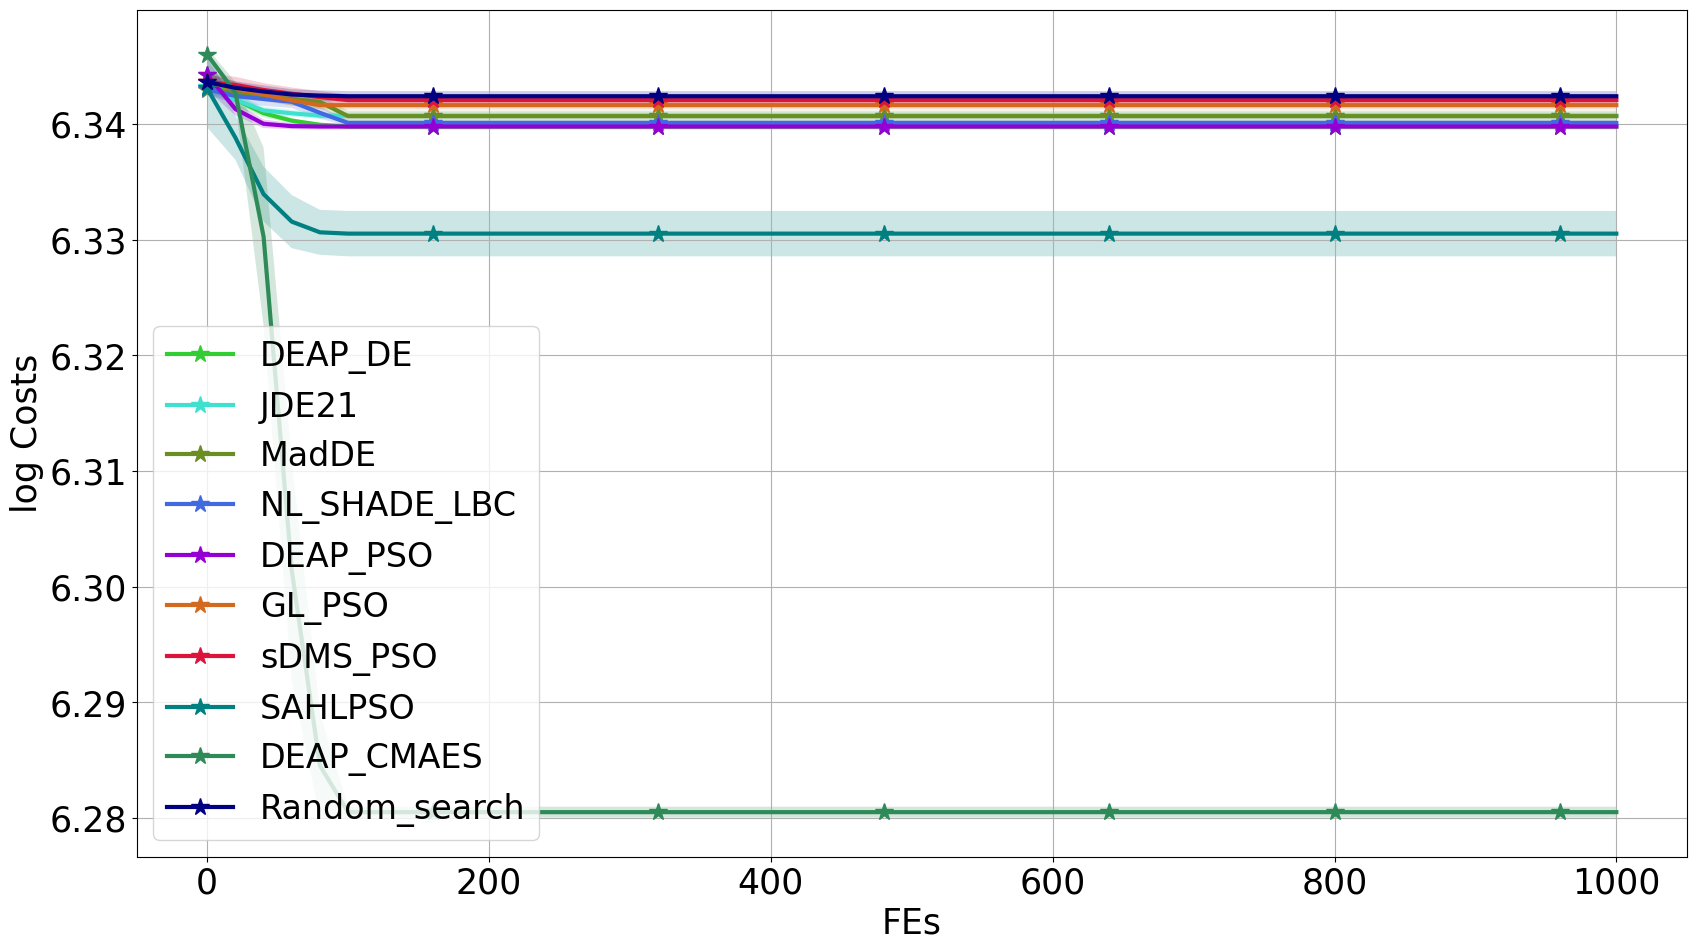 6.34
6.33
6.32
6.31
6.30
6.29
6.28
log Costs
DEAP_DE
JDE21
MadDE
NL_SHADE_LBC
DEAP_PSO
GL_PSO
sDMS_PSO
SAHLPSO
DEAP_CMAES
Random_search
0 200 400 600 800 1000
FEs